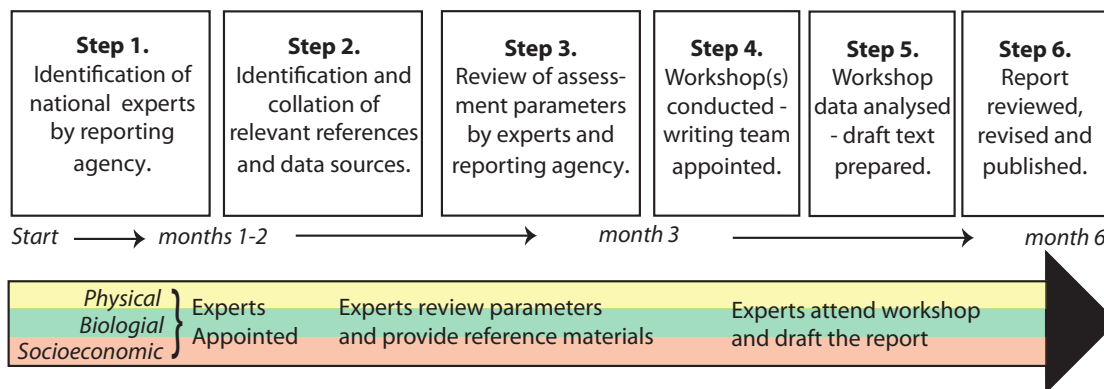 Step 1.
Identification of
national experts
by reporting
agency.
Step 2.
Identification and
collation of
relevant references
and data sources.
Step 3.
Review of assess-
ment parameters
by experts and
reporting agency.
Step 4.
Workshop(s)
conducted -
writing team
appointed.
Step 5.
Workshop
data analysed
- draft text
prepared.
Step 6.
Report
reviewed,
revised and
published.
Start
months 1-2
month 3
month 6
Physical
Biological
Socioeconomic
Experts
Appointed
Experts review parameters
and provide reference materials
Experts attend workshop
and draft the report